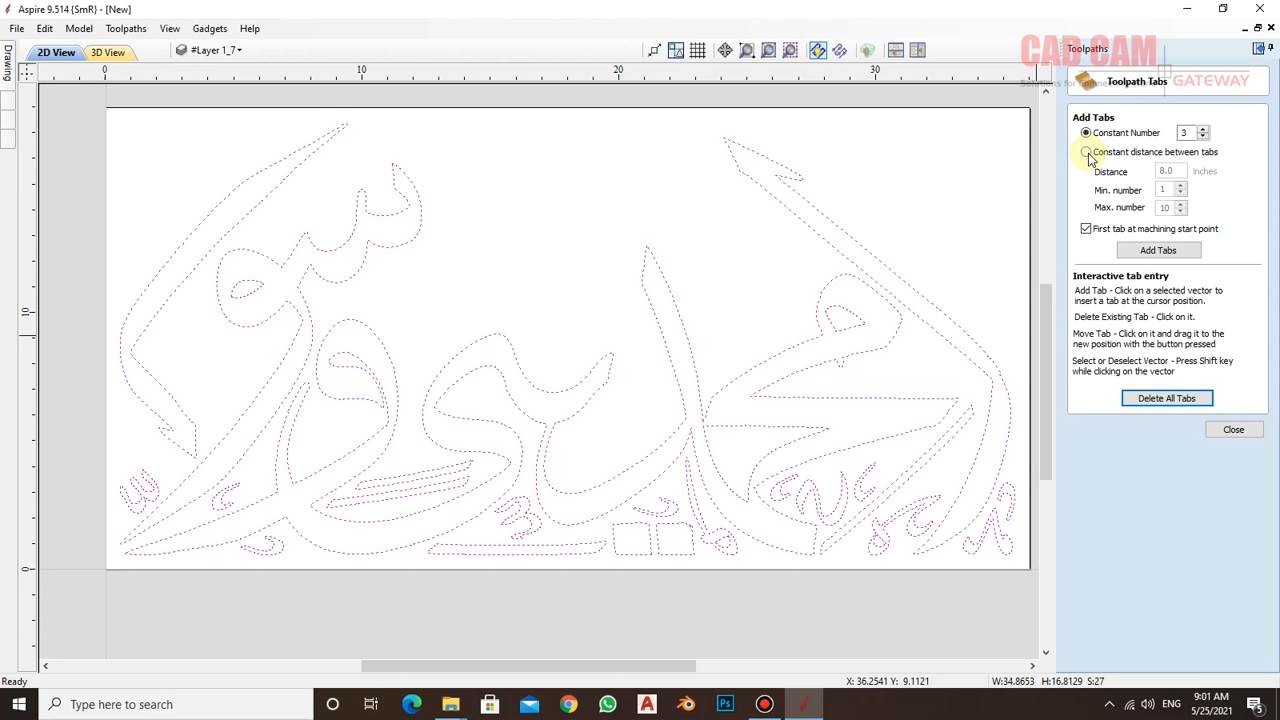 Aspire 9.514 {SmR} - [New]
File Edit Model Toolpaths View Gadgets Help
2D View 3D View #Layer 1_7
CAD CAM
GATEWAY
Drawing
0 10 20 30
10
0
Toolpaths
Toolpath Tabs
Add Tabs
Constant Number 3
Constant distance between tabs
Distance 8.0 inches
Min. number 1
Max. number 10
First tab at machining start point
Add Tabs
Interactive tab entry
Add Tab - Click on a selected vector to
insert a tab at the cursor position.
Delete Existing Tab - Click on it.
Move Tab - Click on it and drag it to the
new position with the button pressed
Select or Deselect Vector - Press Shift key
while clicking on the vector
Delete All Tabs
Close
Ready X: 36.2541 Y: 9.1121 W:34.8653 H:16.8129 S:27
Type here to search
ENG
9:01 AM
5/25/2021
5